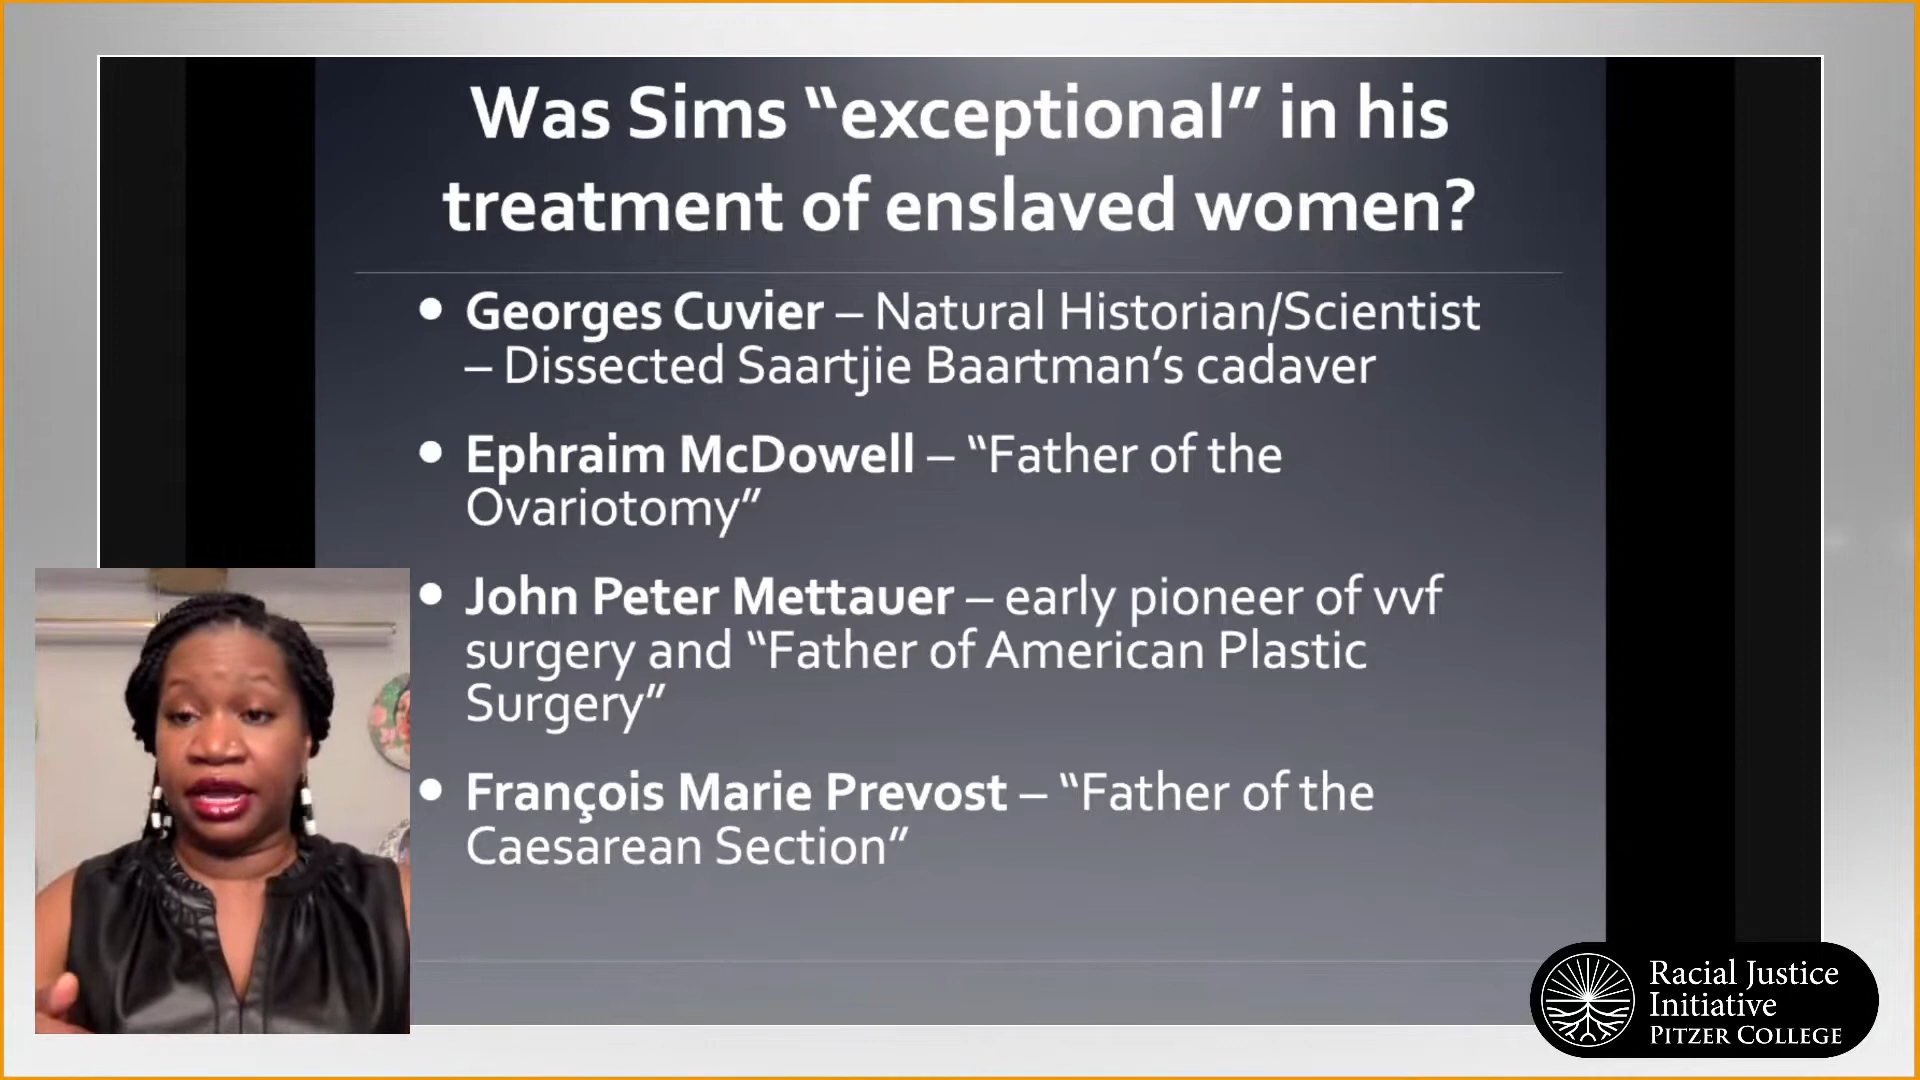 Was Sims “exceptional” in his
treatment of enslaved women?
• Georges Cuvier – Natural Historian/Scientist
– Dissected Saartjie Baartman’s cadaver
• Ephraim McDowell – “Father of the
Ovariotomy”
• John Peter Mettauer – early pioneer of vvf
surgery and “Father of American Plastic
Surgery”
• François Marie Prevost – “Father of the
Caesarean Section”
Racial Justice
Initiative
PITZER COLLEGE